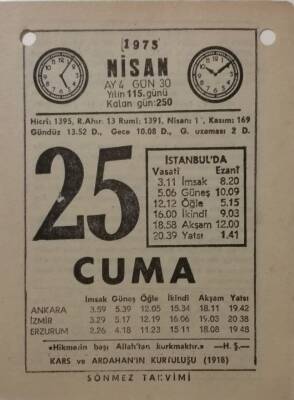 1975
NİSAN
AY 4 GÜN 30
Yılın 115. günü
Kalan gün: 250
Hicri: 1395, R.Ahır. 13 Rumi: 1391, Nisan: Kasım: 169
Gündüz 13.52 D., Gece 10.08 D., G. uzaması 2 D.
25
İSTANBUL'DA
Vasati Ezani
3.11 İmsak 8.20
5.06 Güneş 10.09
12.12 Öğle 5.15
16.00 İkindi 9.03
18.58 Akşam 12.00
20.39 Yatsı 1.41
CUMA
İmsak Güneş Öğle İkindi Akşam Yatsı
ANKARA 3.59 5.39 12.05 15.34 18.11 19.42
İZMİR 3.29 5.17 12.19 16.06 19.03 20.38
ERZURUM 2.26 4.18 11.23 15.11 18.08 19.48
«Hikmetin başı Allah'tan korkmaktır.» —H. Ş.—
KARS ve ARDAHAN'IN KURTULUŞU (1918)
SÖNMEZ TAKVİMİ